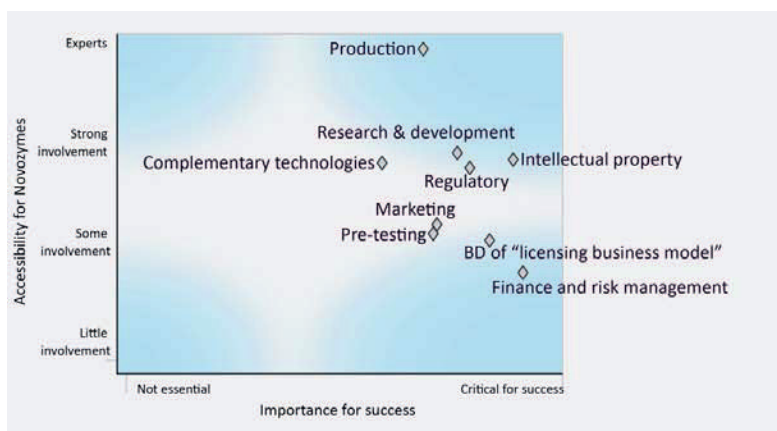 Experts
Production
Strong
involvement
Research & development
Complementary technologies
Intellectual property
Regulatory
Marketing
Some
involvement
Pre-testing
BD of “licensing business model”
Finance and risk management
Little
involvement
Accessibility for Novozymes
Not essential
Critical for success
Importance for success